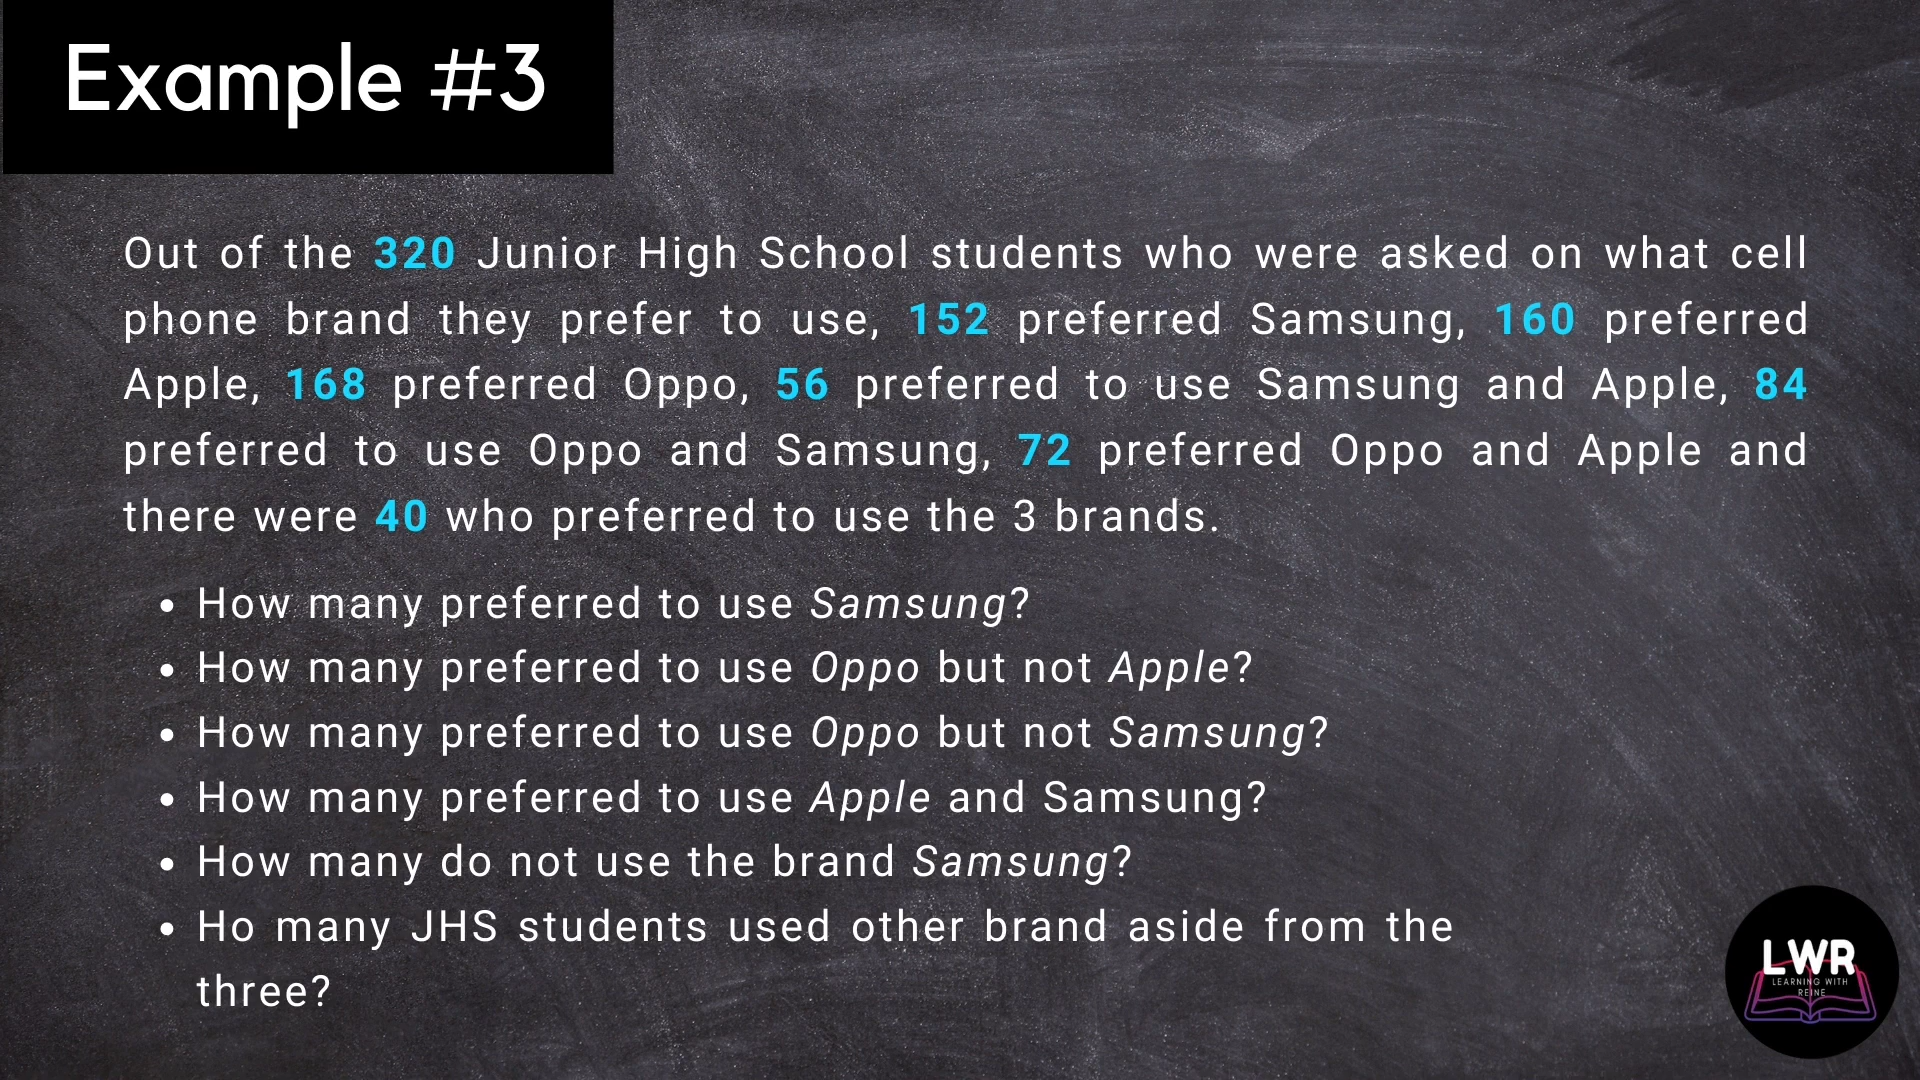 Example #3
Out of the 320 Junior High School students who were asked on what cell
phone brand they prefer to use, 152 preferred Samsung, 160 preferred
Apple, 168 preferred Oppo, 56 preferred to use Samsung and Apple, 84
preferred to use Oppo and Samsung, 72 preferred Oppo and Apple and
there were 40 who preferred to use the 3 brands.
• How many preferred to use Samsung?
• How many preferred to use Oppo but not Apple?
• How many preferred to use Oppo but not Samsung?
• How many preferred to use Apple and Samsung?
• How many do not use the brand Samsung?
• Ho many JHS students used other brand aside from the
three?
LWR
LEARNING WITH
REINE